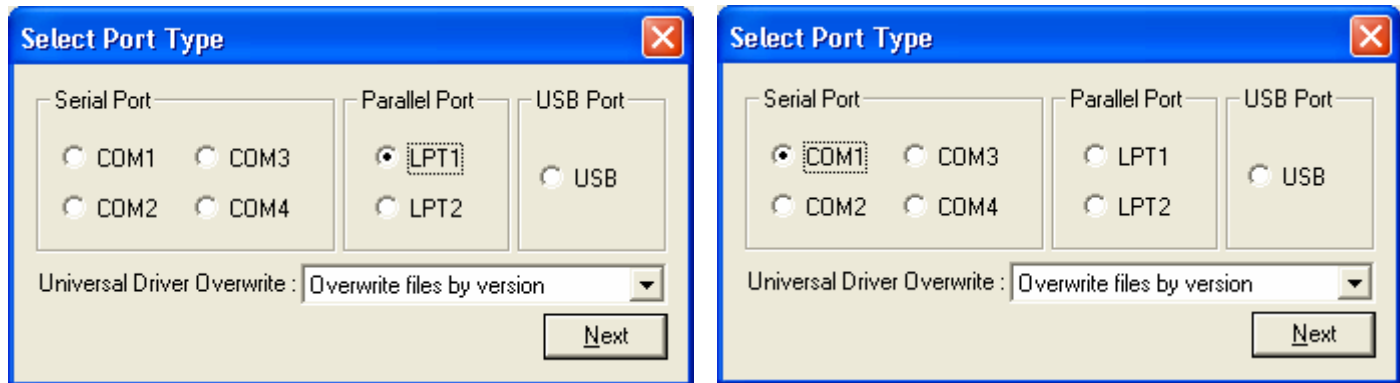 Select Port Type
Serial Port Parallel Port USB Port
COM1 COM3 LPT1 USB
COM2 COM4 LPT2
Universal Driver Overwrite : Overwrite files by version
Next
Select Port Type
Serial Port Parallel Port USB Port
COM1 COM3 LPT1 USB
COM2 COM4 LPT2
Universal Driver Overwrite : Overwrite files by version
Next